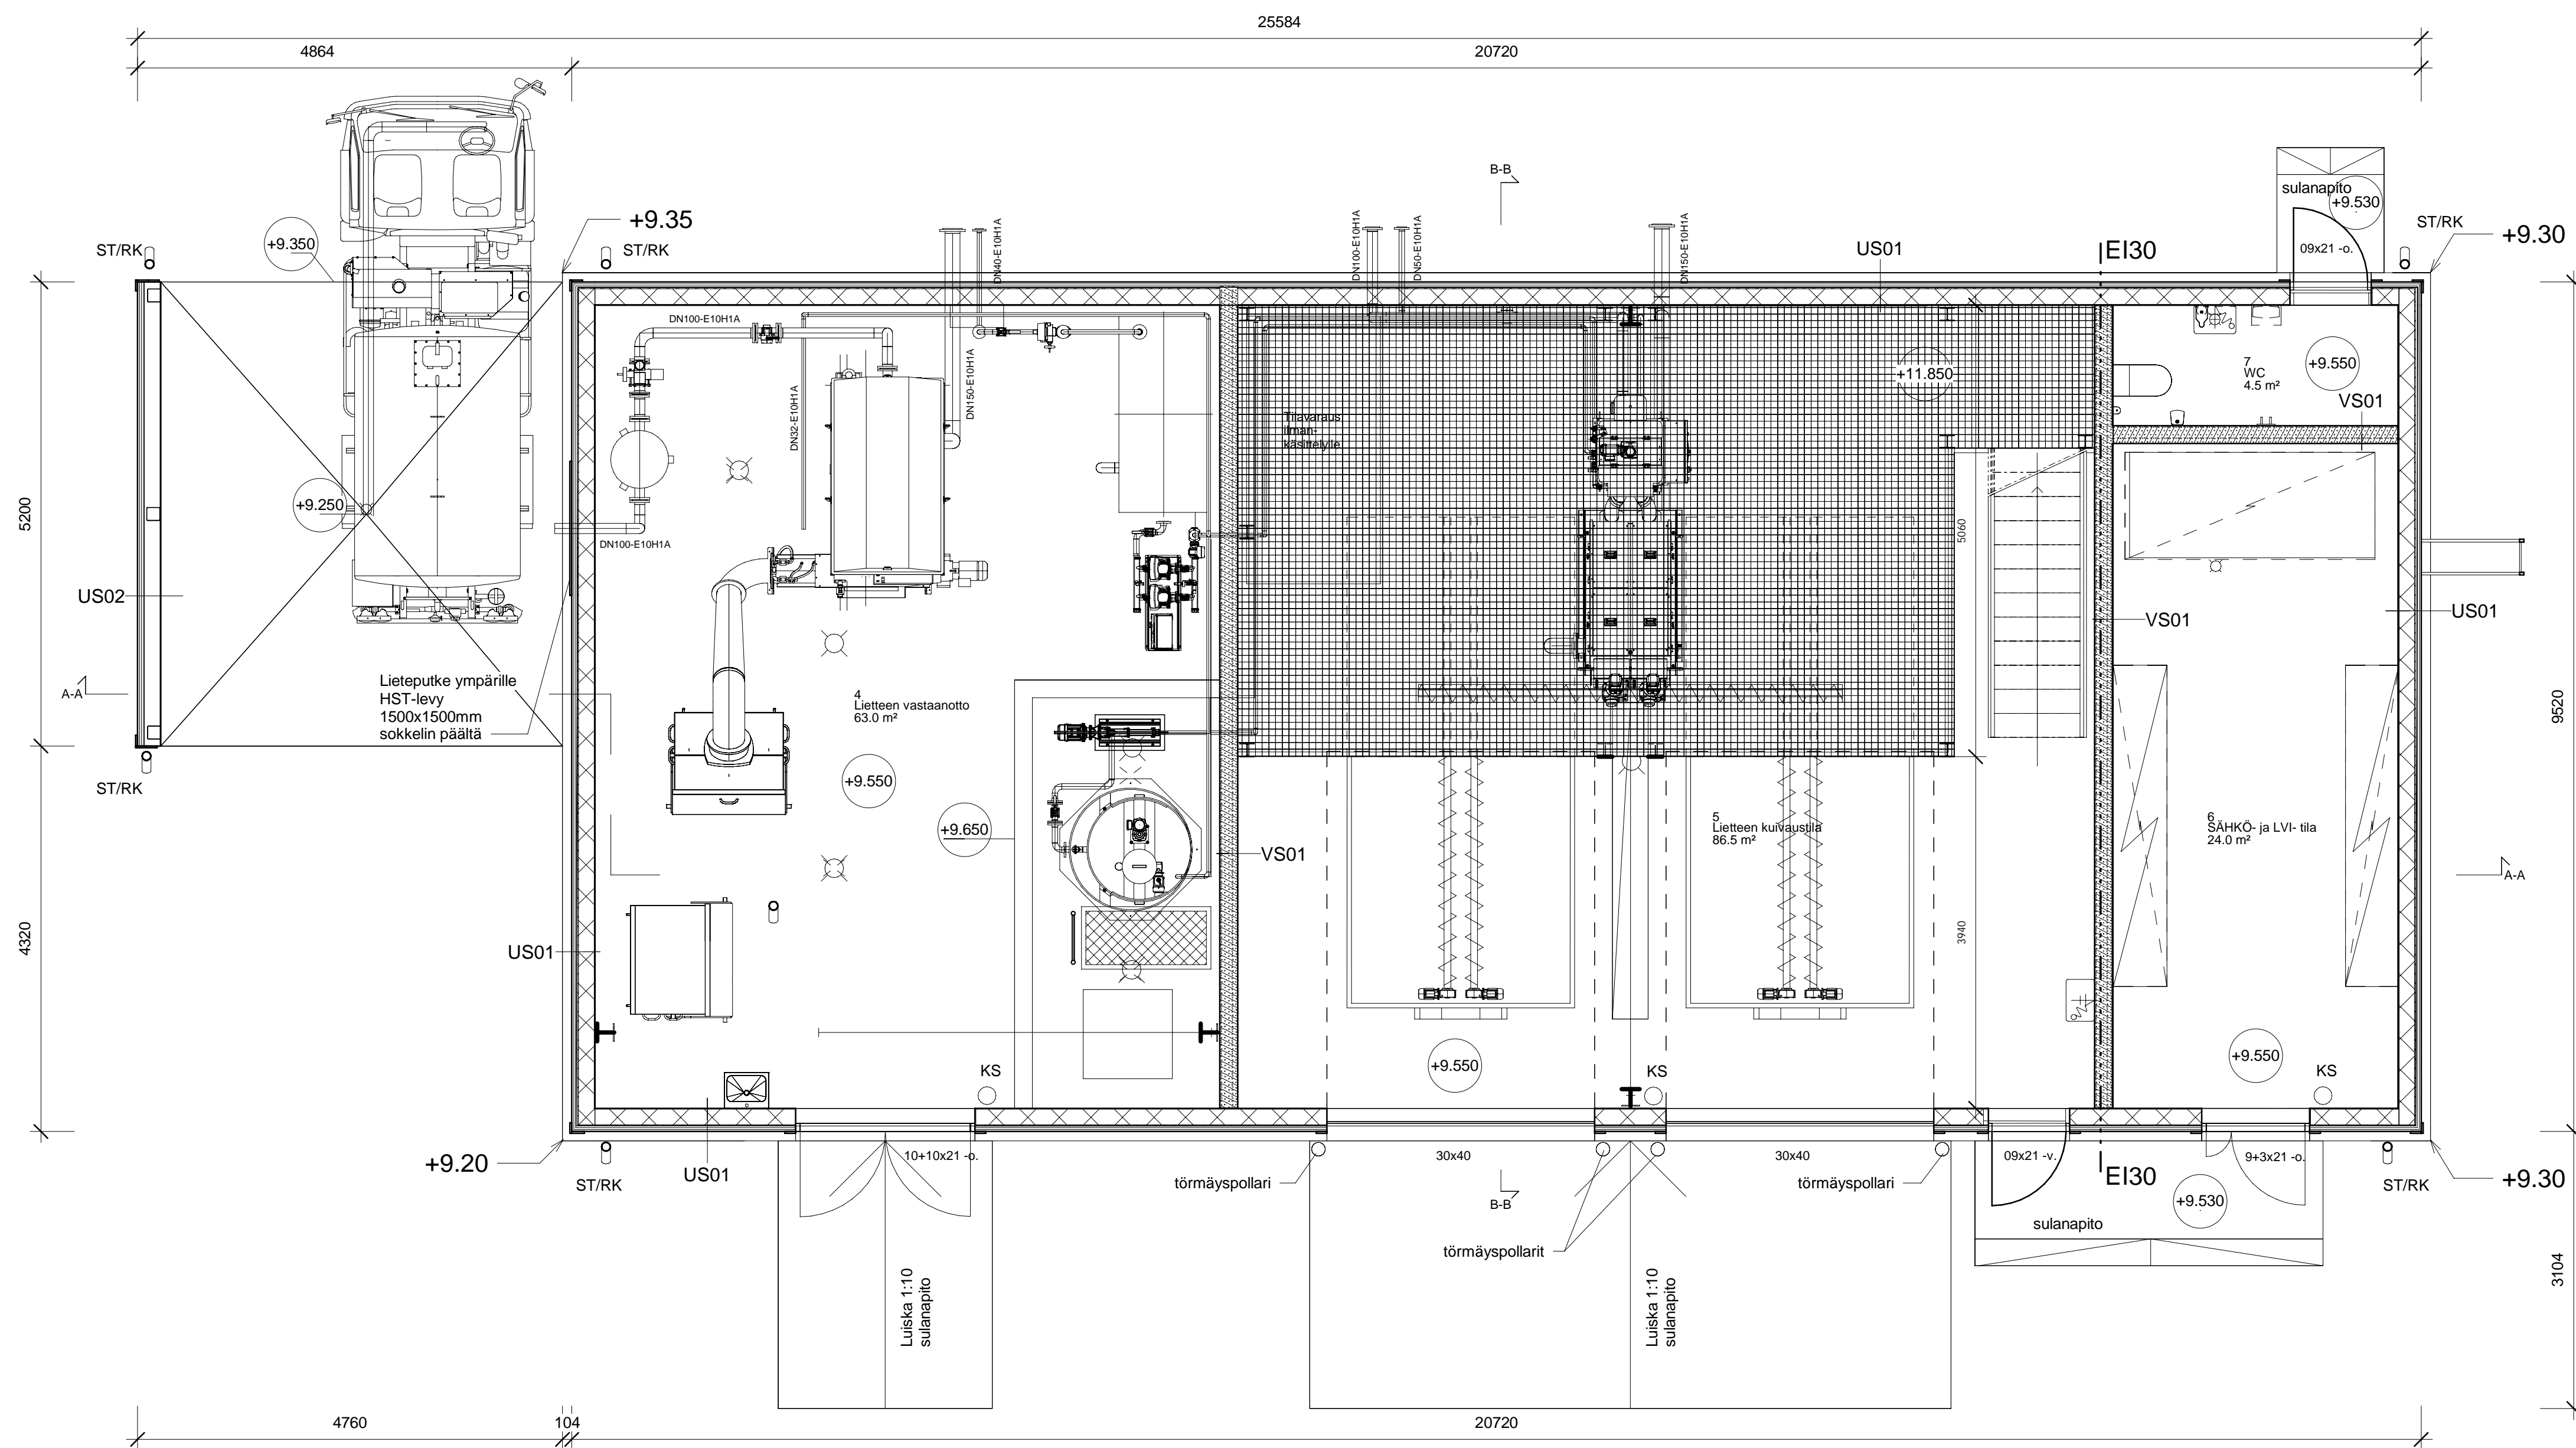 25584
4864
20720
B-B
sulanapito
+9.530
09x21 -o.
ST/RK
+9.30
+9.350
ST/RK
+9.35
ST/RK
DN40-E10H1A
DN100-E10H1A
DN50-E10H1A
DN150-E10H1A
US01
EI30
DN100-E10H1A
DN32-E10H1A
DN150-E10H1A
+11.850
7
WC
4.5 m²
+9.550
VS01
Tilavaraus
ilman-
käsittelylle
5200
+9.250
DN100-E10H1A
5060
US02
VS01
US01
A-A
Lieteputke ympärille
HST-levy
1500x1500mm
sokkelin päältä
4
Lietteen vastaanotto
63.0 m²
9520
ST/RK
+9.550
+9.650
VS01
5
Lietteen kuivaustila
86.5 m²
6
SÄHKÖ- ja LVI- tila
24.0 m²
A-A
4320
US01
3940
KS
+9.550
KS
+9.550
KS
+9.20
ST/RK
US01
10+10x21 -o.
törmäyspollari
30x40
B-B
30x40
törmäyspollari
09x21 -v.
EI30
9+3x21 -o.
+9.530
sulanapito
ST/RK
+9.30
törmäyspollarit
Luiska 1:10
sulanapito
Luiska 1:10
sulanapito
3104
4760
104
20720